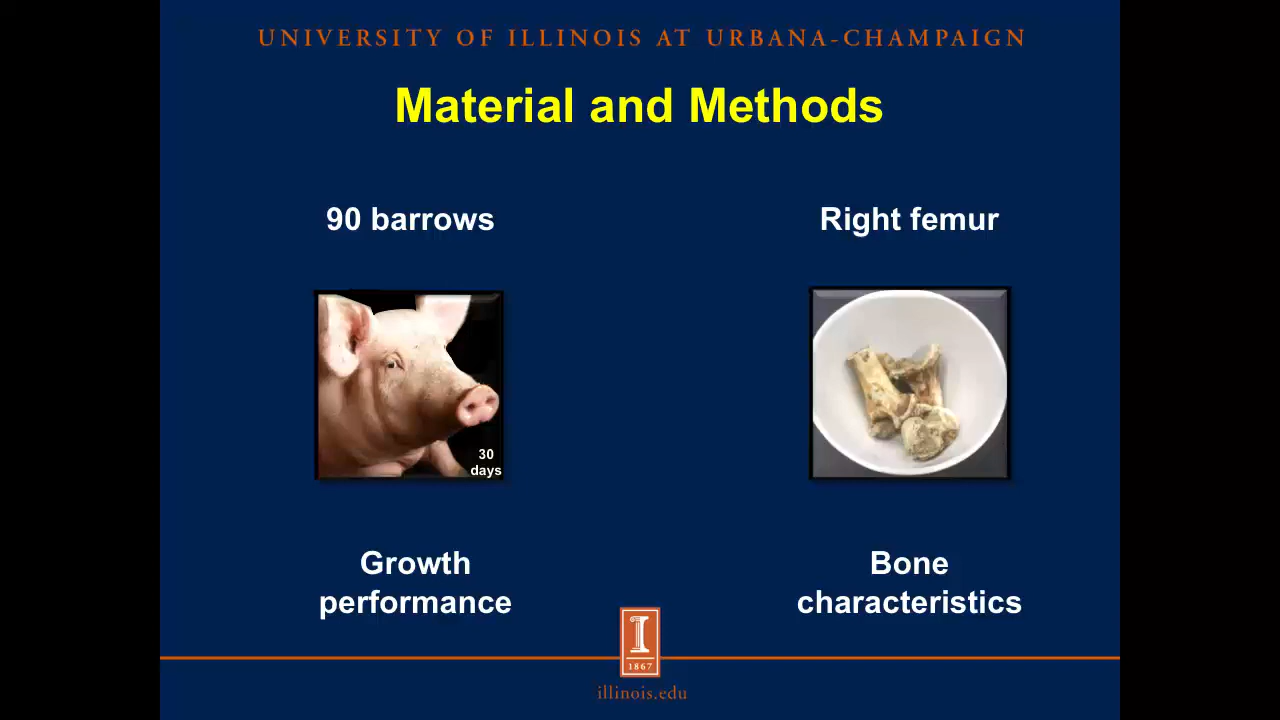 UNIVERSITY OF ILLINOIS AT URBANA-CHAMPAIGN
Material and Methods
90 barrows
Right femur
30
days
Growth
performance
Bone
characteristics
I
1867
illinois.edu